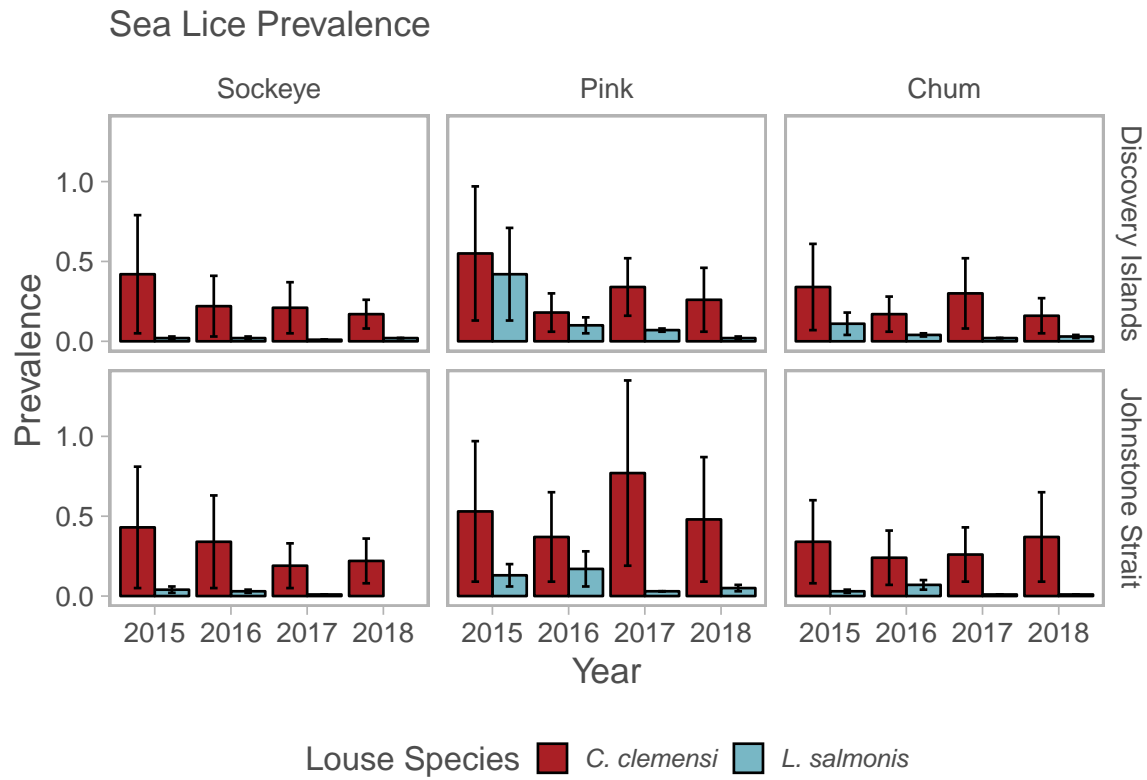 Sea Lice Prevalence
Sockeye Pink Chum
Discovery Islands
1.0
0.5
0.0
Prevalence
Johnstone Strait
1.0
0.5
0.0
2015 2016 2017 2018 2015 2016 2017 2018 2015 2016 2017 2018
Year
Louse Species C. clemensi L. salmonis